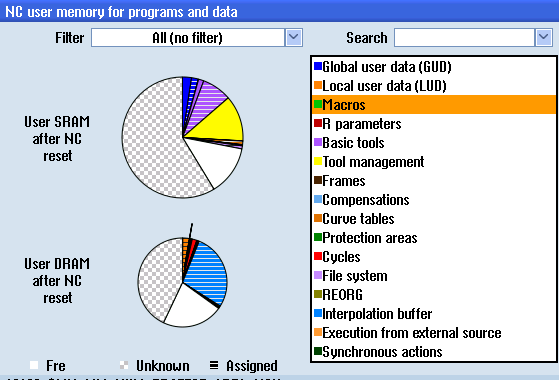 NC user memory for programs and data
Filter All (no filter) Search
User SRAM
after NC
reset
User DRAM
after NC
reset
Global user data (GUD)
Local user data (LUD)
Macros
R parameters
Basic tools
Tool management
Frames
Compensations
Curve tables
Protection areas
Cycles
File system
REORG
Interpolation buffer
Execution from external source
Synchronous actions
Fre Unknown Assigned